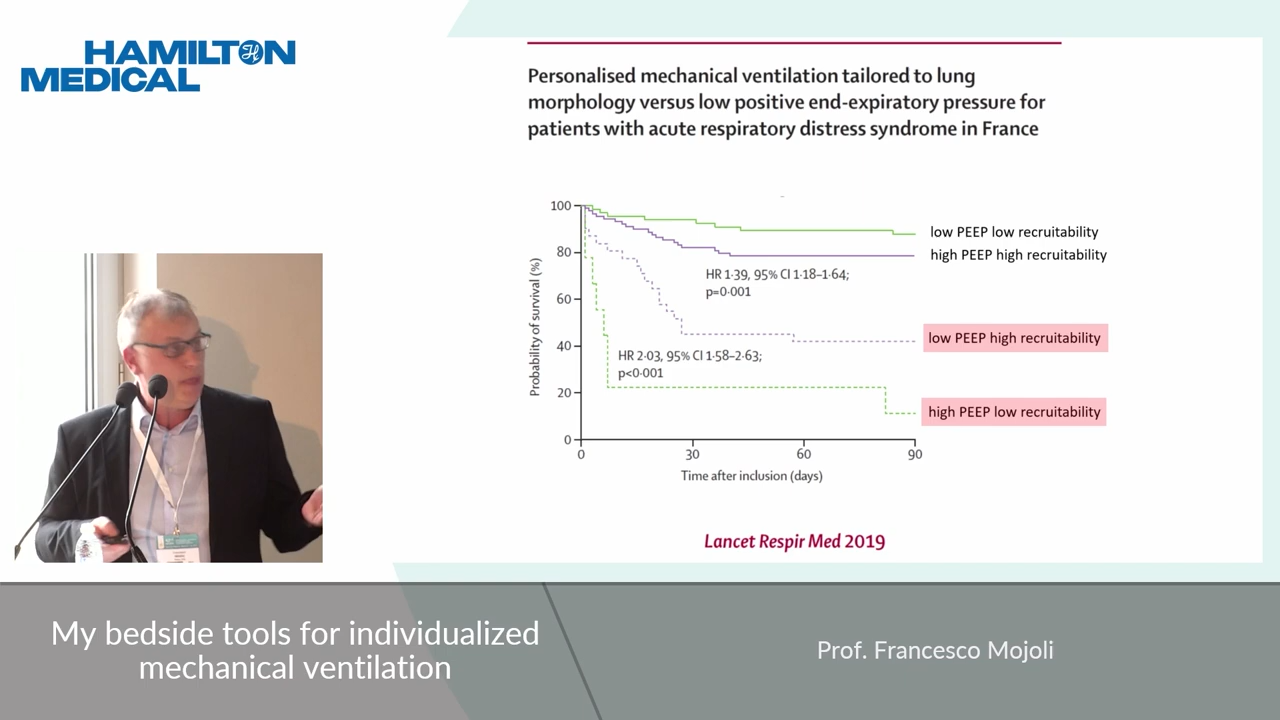 HAMILTON
MEDICAL
Personalised mechanical ventilation tailored to lung
morphology versus low positive end-expiratory pressure for
patients with acute respiratory distress syndrome in France
100
80
60
40
20
0
Probability of survival (%)
low PEEP low recruitability
high PEEP high recruitability
HR 1·39, 95% CI 1·18–1·64;
p=0·001
low PEEP high recruitability
HR 2·03, 95% CI 1·58–2·63;
p<0·001
high PEEP low recruitability
0 30 60 90
Time after inclusion (days)
Lancet Respir Med 2019
My bedside tools for individualized
mechanical ventilation
Prof. Francesco Mojoli